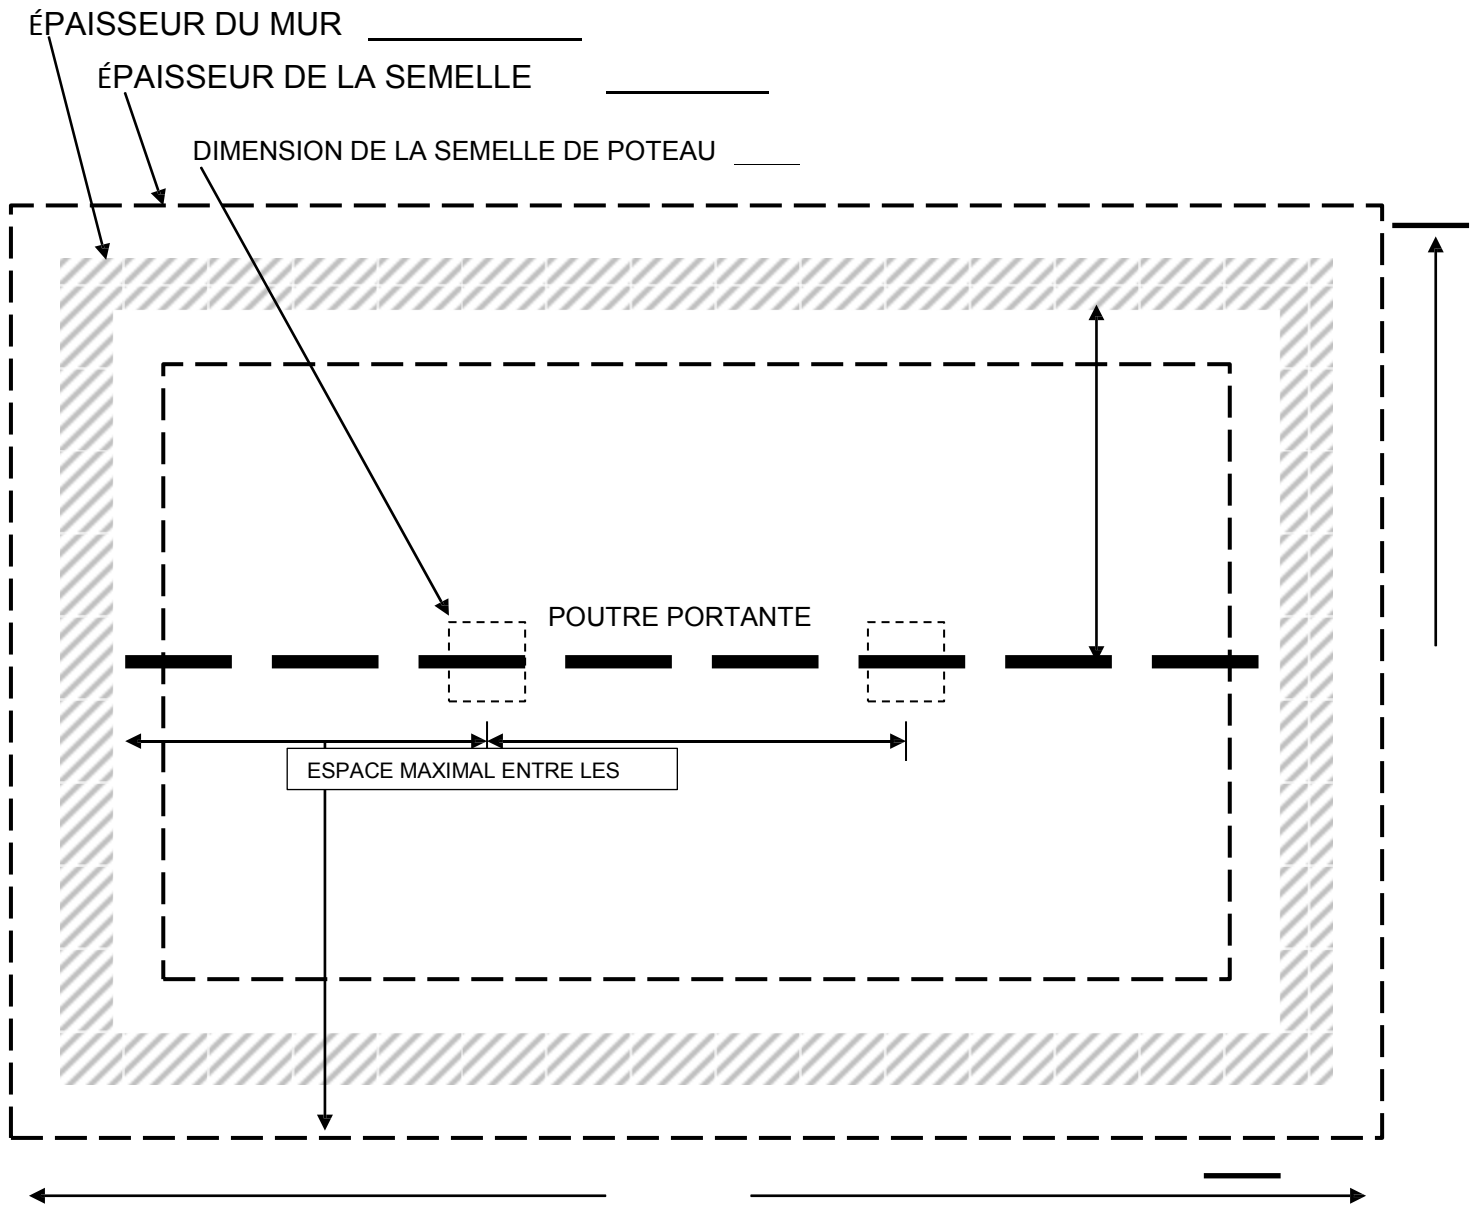 ÉPAISSEUR DU MUR
ÉPAISSEUR DE LA SEMELLE
DIMENSION DE LA SEMELLE DE POTEAU
POUTRE PORTANTE
ESPACE MAXIMAL ENTRE LES